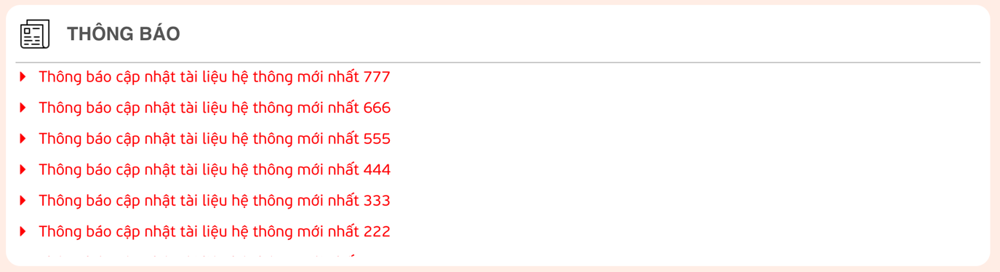 THÔNG BÁO
Thông báo cập nhật tài liệu hệ thông mới nhất 777
Thông báo cập nhật tài liệu hệ thông mới nhất 666
Thông báo cập nhật tài liệu hệ thông mới nhất 555
Thông báo cập nhật tài liệu hệ thông mới nhất 444
Thông báo cập nhật tài liệu hệ thông mới nhất 333
Thông báo cập nhật tài liệu hệ thông mới nhất 222